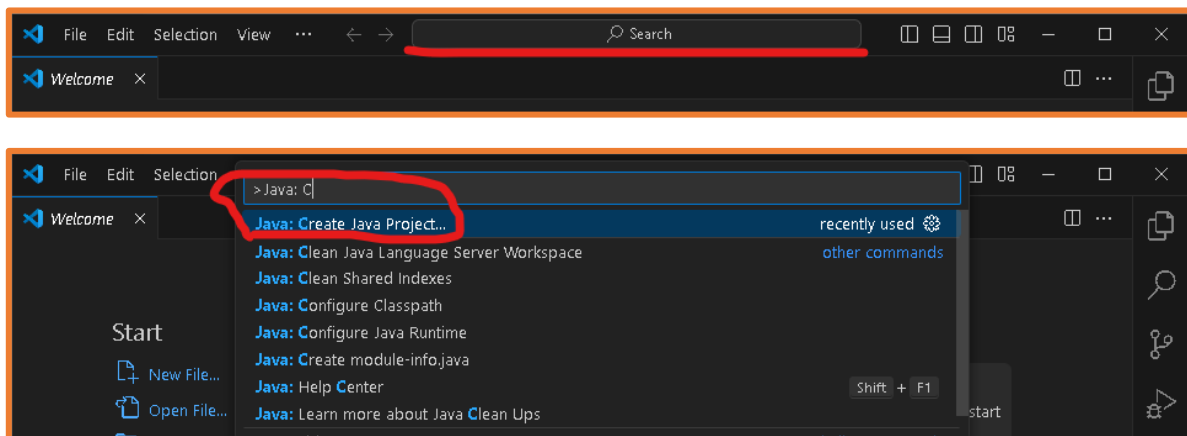 File Edit Selection View ··· ← → Search
Welcome ×
File Edit Selection
>Java: C
Welcome ×
Java: Create Java Project... recently used
Java: Clean Java Language Server Workspace other commands
Java: Clean Shared Indexes
Java: Configure Classpath
Java: Configure Java Runtime
Start
Java: Create module-info.java
New File...
Java: Help Center Shift + F1
Open File...
Java: Learn more about Java Clean Ups
start